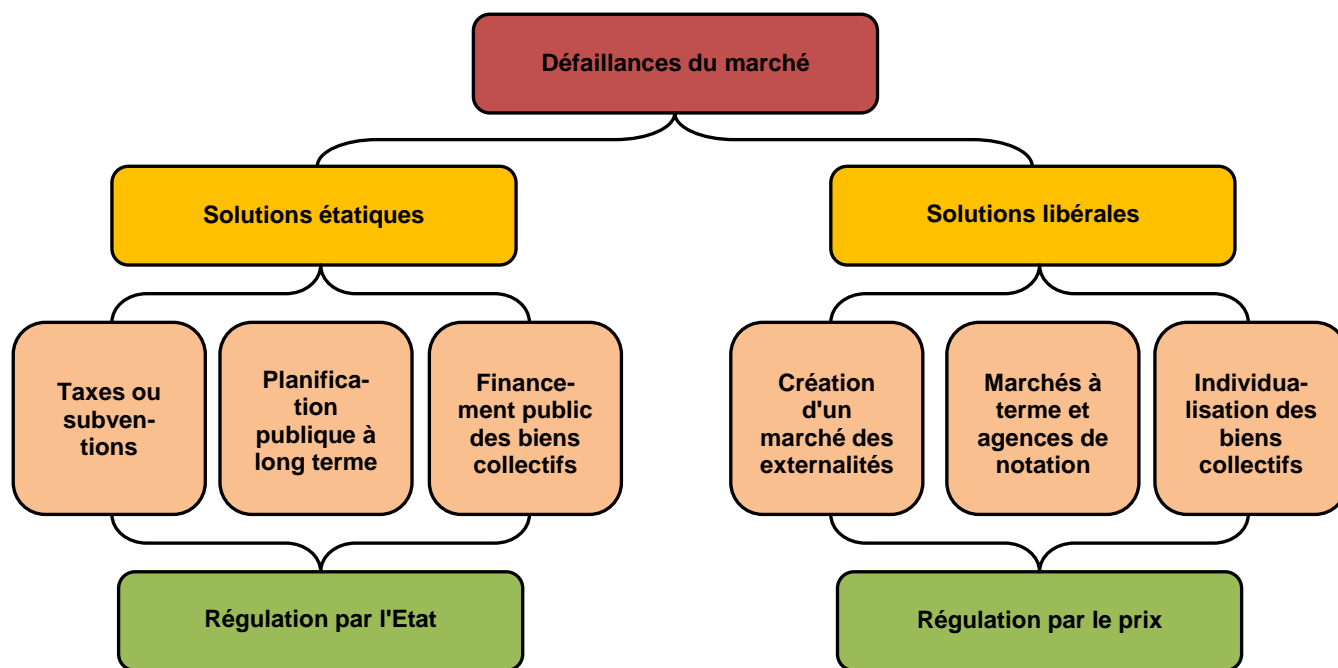 Défaillances du marché
Solutions étatiques
Solutions libérales
Taxes ou
subven-
tions
Planifica-
tion
publique à
long terme
Finance-
ment public
des biens
collectifs
Création
d'un
marché des
externalités
Marchés à
terme et
agences de
notation
Individua-
lisation des
biens
collectifs
Régulation par l'Etat
Régulation par le prix